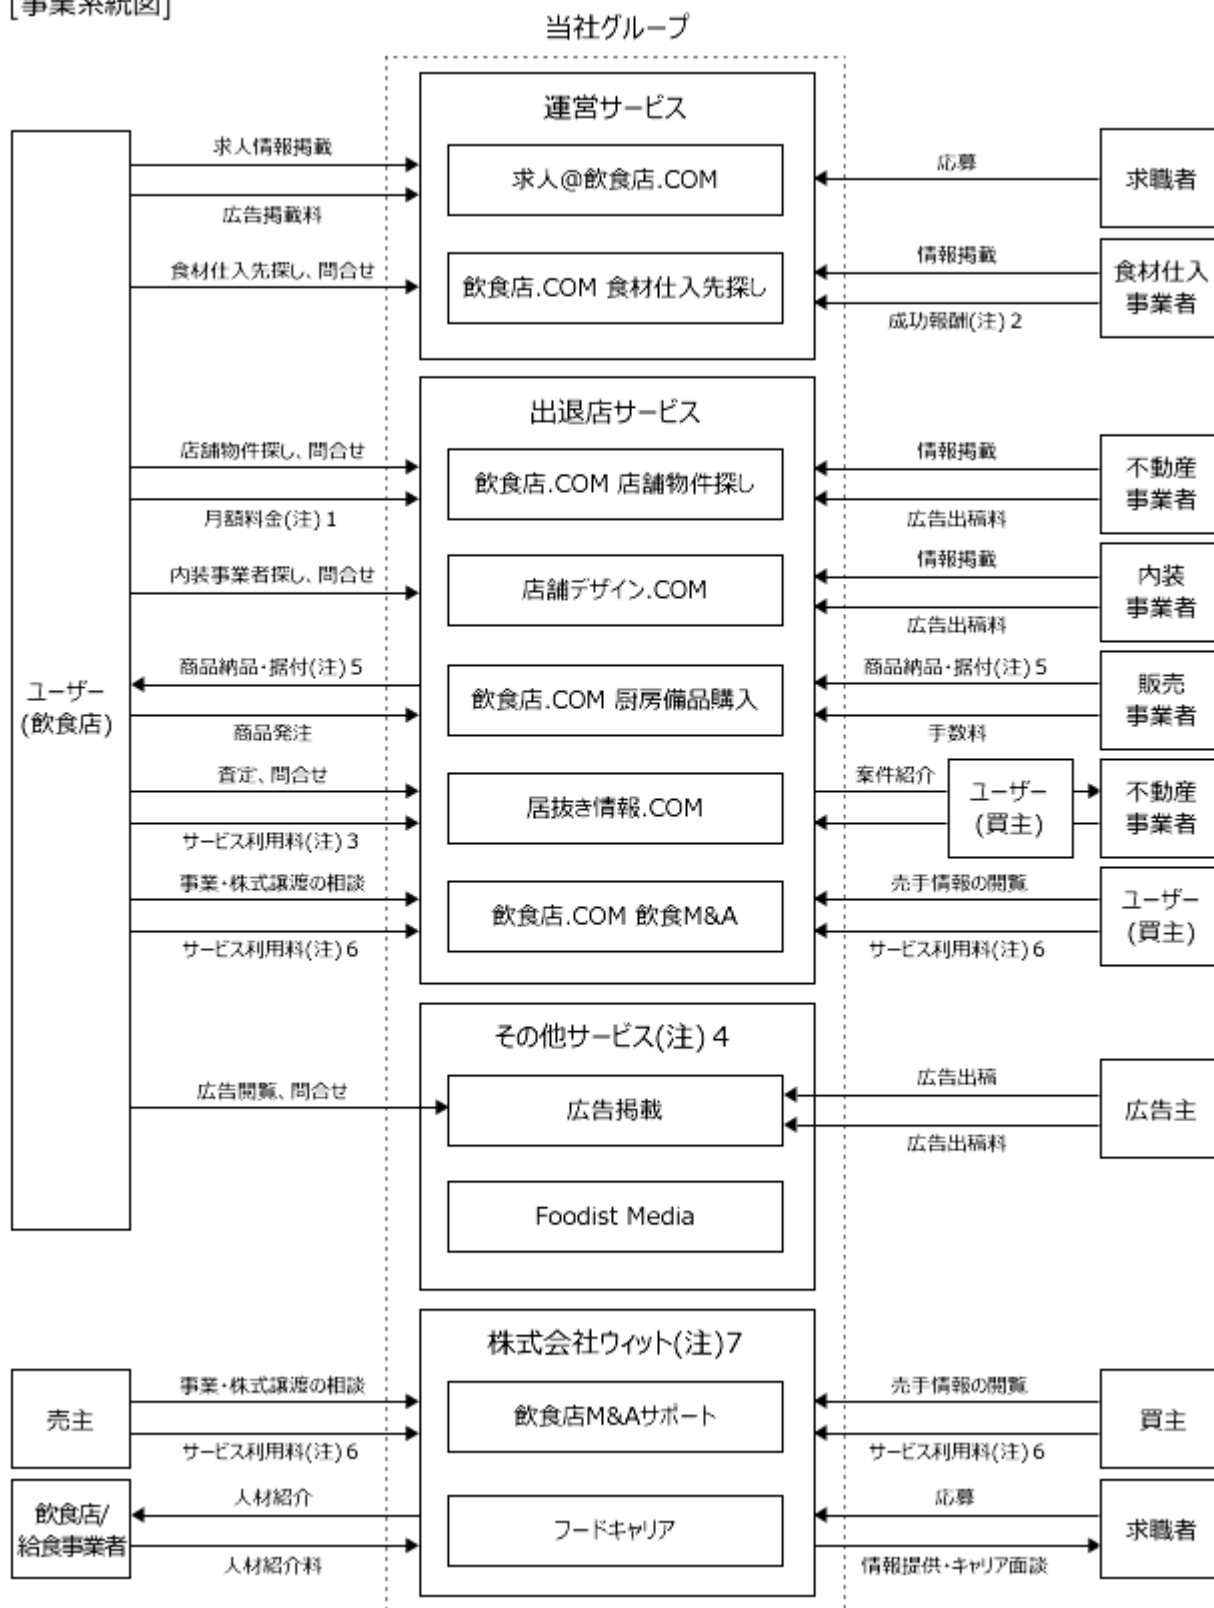 [事業系統図]
当社グループ
運営サービス
求人情報掲載
広告掲載料
求人@飲食店.COM
応募
求職者
食材仕入先探し、問合せ
飲食店.COM 食材仕入先探し
情報掲載
成功報酬(注) 2
食材仕入
事業者
出退店サービス
店舗物件探し、問合せ
月額料金(注) 1
飲食店.COM 店舗物件探し
情報掲載
広告出稿料
不動産
事業者
内装事業者探し、問合せ
店舗デザイン.COM
情報掲載
広告出稿料
内装
事業者
ユーザー
(飲食店)
商品納品・据付(注) 5
商品発注
飲食店.COM 厨房備品購入
商品納品・据付(注) 5
手数料
販売
事業者
査定、問合せ
サービス利用料(注) 3
居抜き情報.COM
案件紹介
ユーザー
(買主)
不動産
事業者
事業・株式譲渡の相談
サービス利用料(注) 6
飲食店.COM 飲食M&A
売手情報の閲覧
サービス利用料(注) 6
ユーザー
(買主)
その他サービス(注) 4
広告閲覧、問合せ
広告掲載
広告出稿
広告出稿料
広告主
Foodist Media
株式会社ウィット(注)7
売主
事業・株式譲渡の相談
サービス利用料(注) 6
飲食店M&Aサポート
売手情報の閲覧
サービス利用料(注) 6
買主
飲食店/
給食事業者
人材紹介
人材紹介料
フードキャリア
応募
情報提供・キャリア面談
求職者